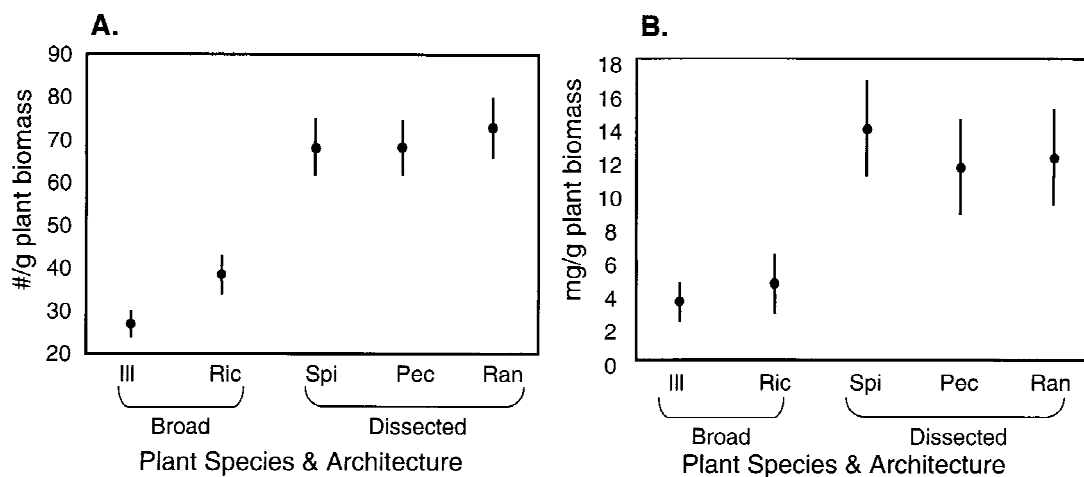 A.
#/g plant biomass
90
80
70
60
50
40
30
20
Ill Ric Spi Pec Ran
Broad Dissected
Plant Species & Architecture
B.
mg/g plant biomass
18
16
14
12
10
8
6
4
2
0
Ill Ric Spi Pec Ran
Broad Dissected
Plant Species & Architecture